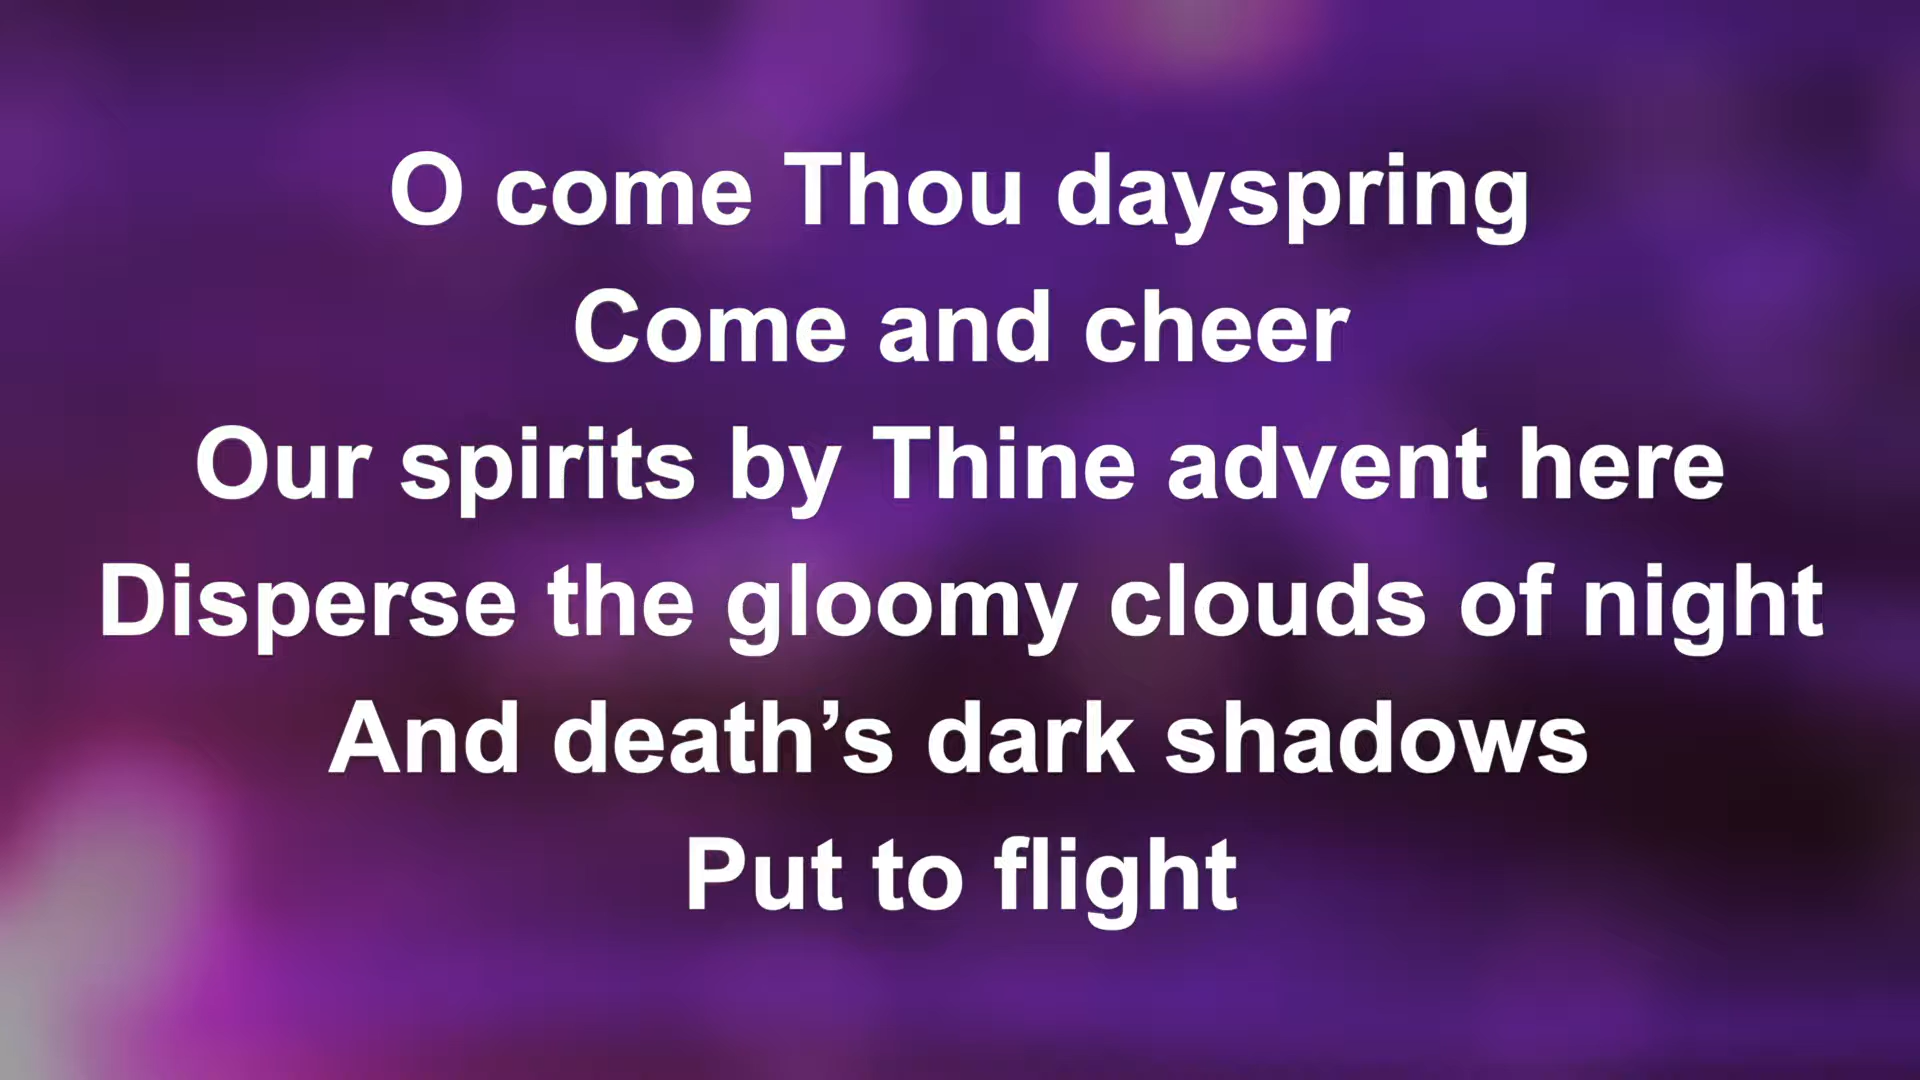 O come Thou dayspring
Come and cheer
Our spirits by Thine advent here
Disperse the gloomy clouds of night
And death’s dark shadows
Put to flight